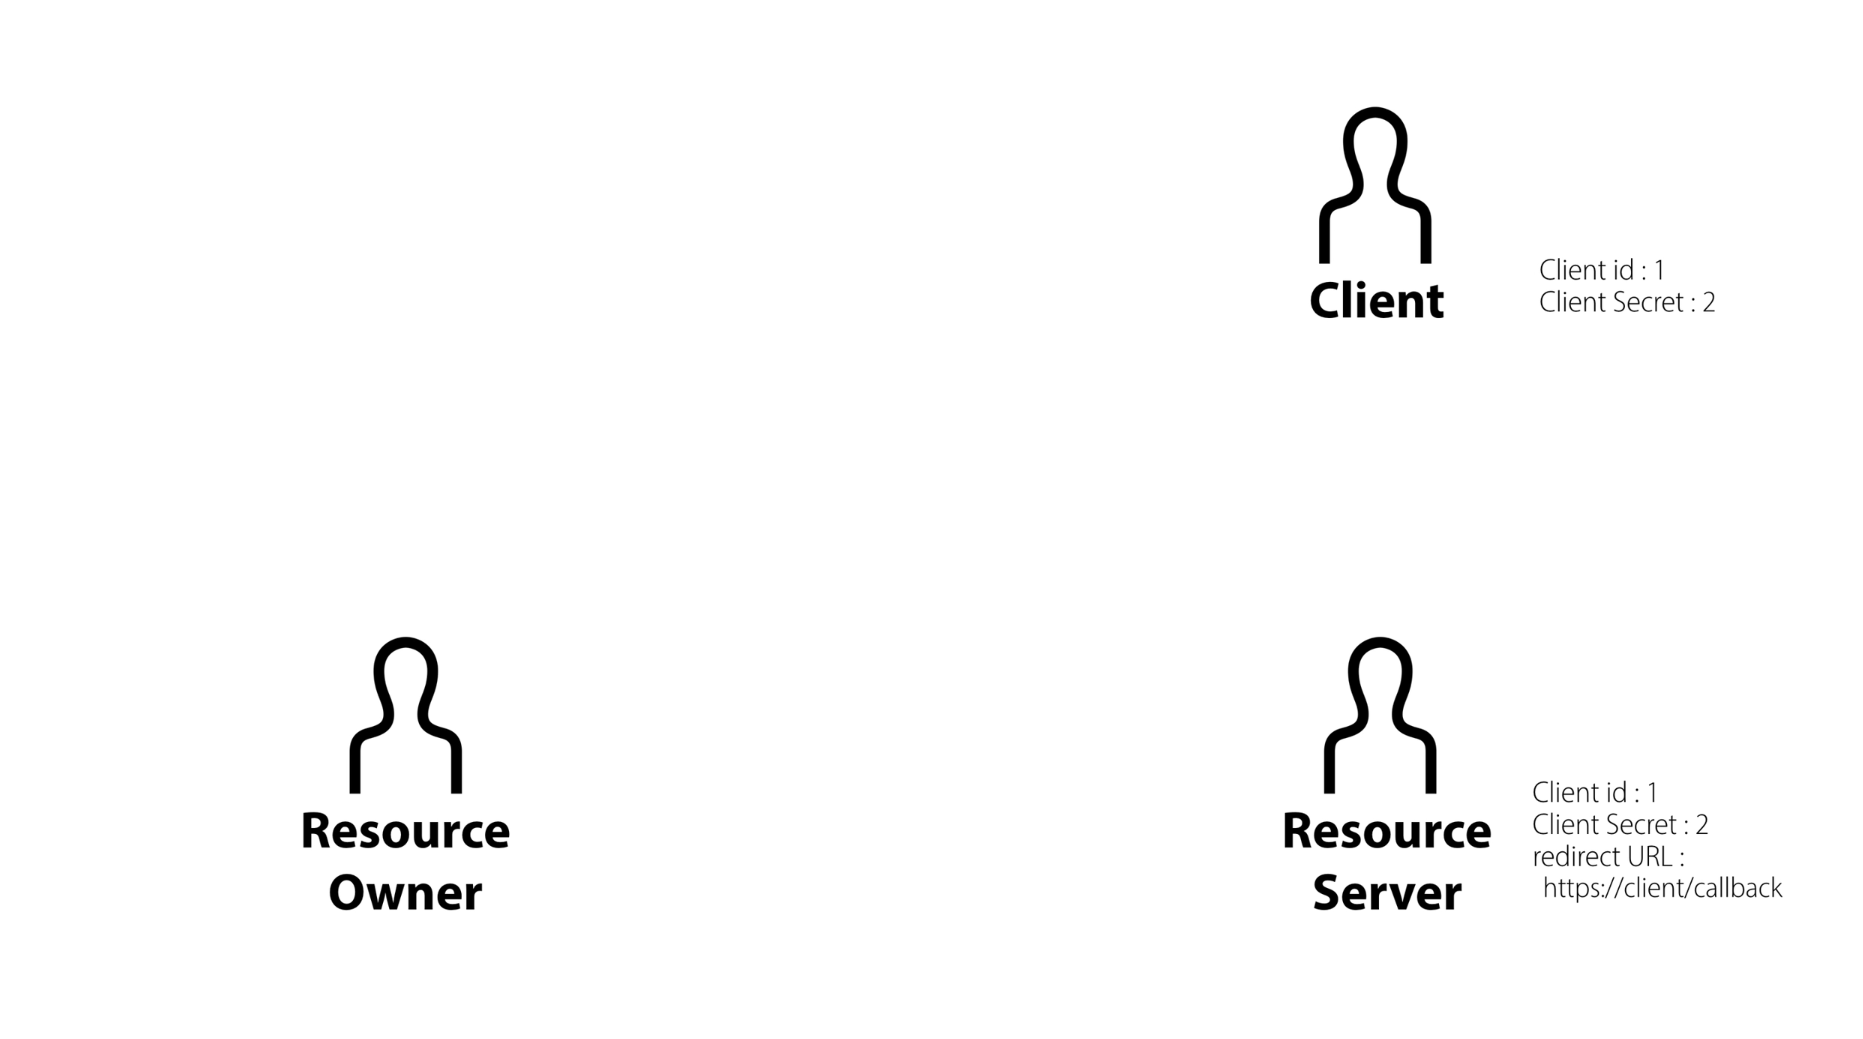 Client
Client id : 1
Client Secret : 2
Resource
Owner
Resource
Server
Client id : 1
Client Secret : 2
redirect URL :
https://client/callback